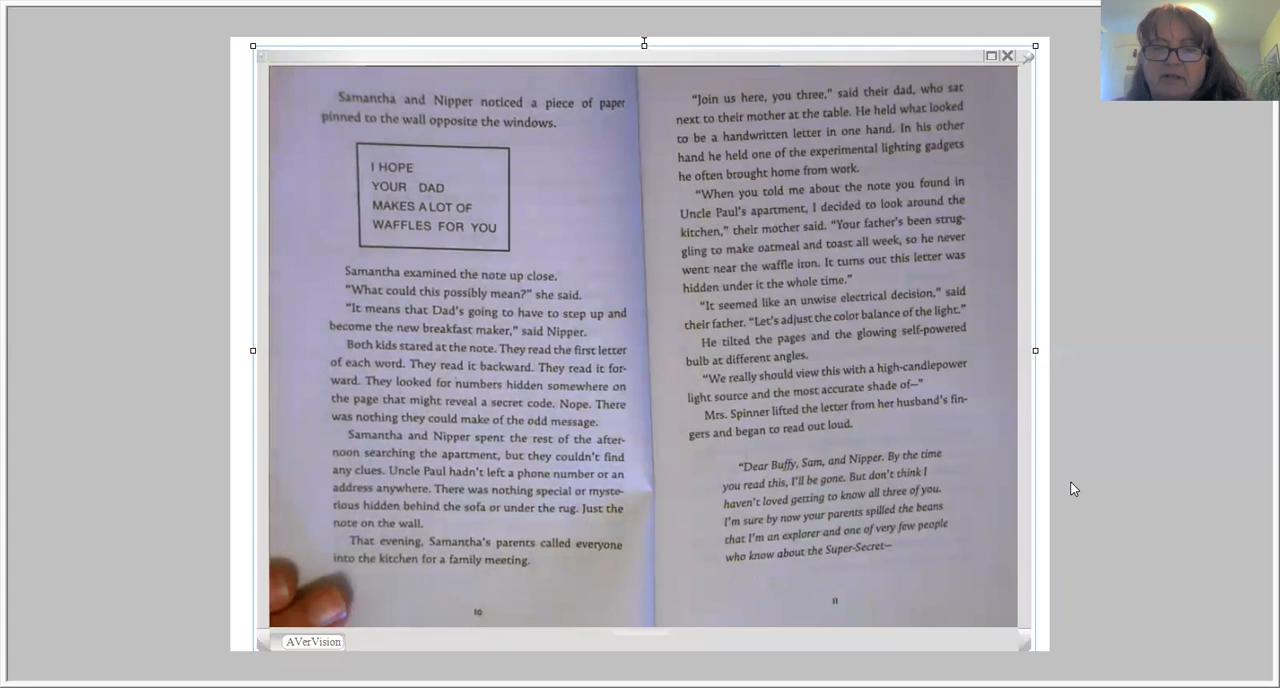 Samantha and Nipper noticed a piece of paper
pinned to the wall opposite the windows.
I HOPE
YOUR DAD
MAKES A LOT OF
WAFFLES FOR YOU
Samantha examined the note up close.
“What could this possibly mean?” she said.
“It means that Dad’s going to have to step up and
become the new breakfast maker,” said Nipper.
Both kids stared at the note. They read the first letter
of each word. They read it backward. They read it for-
ward. They looked for numbers hidden somewhere on
the page that might reveal a secret code. Nope. There
was nothing they could make of the odd message.
Samantha and Nipper spent the rest of the after-
noon searching the apartment, but they couldn’t find
any clues. Uncle Paul hadn’t left a phone number or an
address anywhere. There was nothing special or myste-
rious hidden behind the sofa or under the rug. Just the
note on the wall.
That evening, Samantha’s parents called everyone
into the kitchen for a family meeting.
10
“Join us here, you three,” said their dad, who sat
next to their mother at the table. He held what looked
to be a handwritten letter in one hand. In his other
hand he held one of the experimental lighting gadgets
he often brought home from work.
“When you told me about the note you found in
Uncle Paul’s apartment, I decided to look around the
kitchen,” their mother said. “Your father’s been strug-
gling to make oatmeal and toast all week, so he never
went near the waffle iron. It turns out this letter was
hidden under it the whole time.”
“It seemed like an unwise electrical decision,” said
their father. “Let’s adjust the color balance of the light.”
He tilted the pages and the glowing self-powered
bulb at different angles.
“We really should view this with a high-candlepower
light source and the most accurate shade of—”
Mrs. Spinner lifted the letter from her husband’s fin-
gers and began to read out loud.
“Dear Buffy, Sam, and Nipper. By the time
you read this, I’ll be gone. But don’t think I
haven’t loved getting to know all three of you.
I’m sure by now your parents spilled the beans
that I’m an explorer and one of very few people
who know about the Super-Secret—
11
AVerVision